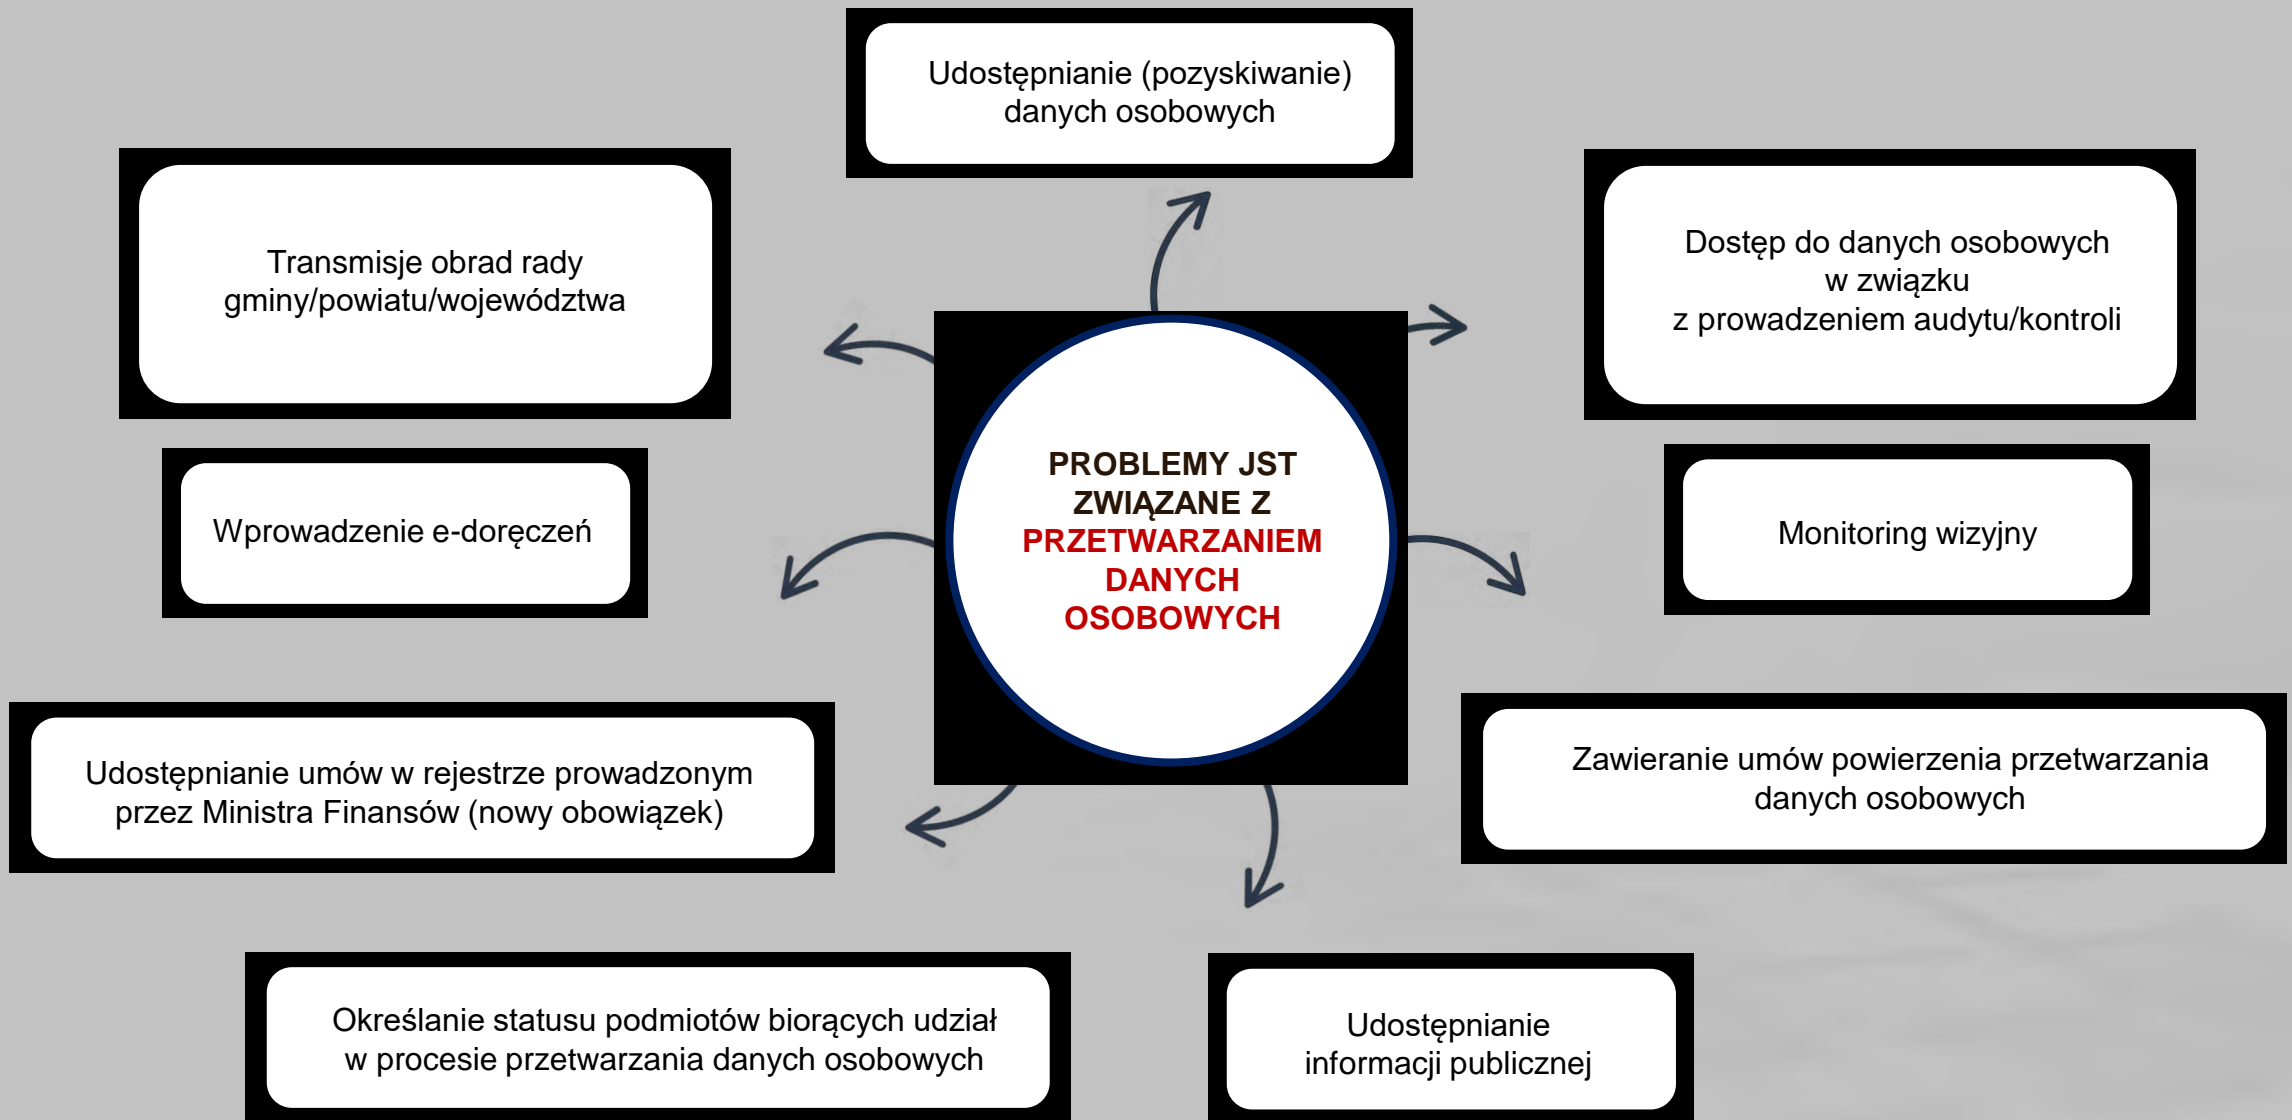 Udostępnianie (pozyskiwanie)
danych osobowych
Transmisje obrad rady
gminy/powiatu/województwa
Dostęp do danych osobowych
w związku
z prowadzeniem audytu/kontroli
PROBLEMY JST
ZWIĄZANE Z
PRZETWARZANIEM
DANYCH
OSOBOWYCH
Wprowadzenie e-doręczeń
Monitoring wizyjny
Udostępnianie umów w rejestrze prowadzonym
przez Ministra Finansów (nowy obowiązek)
Zawieranie umów powierzenia przetwarzania
danych osobowych
Określanie statusu podmiotów biorących udział
w procesie przetwarzania danych osobowych
Udostępnianie
informacji publicznej